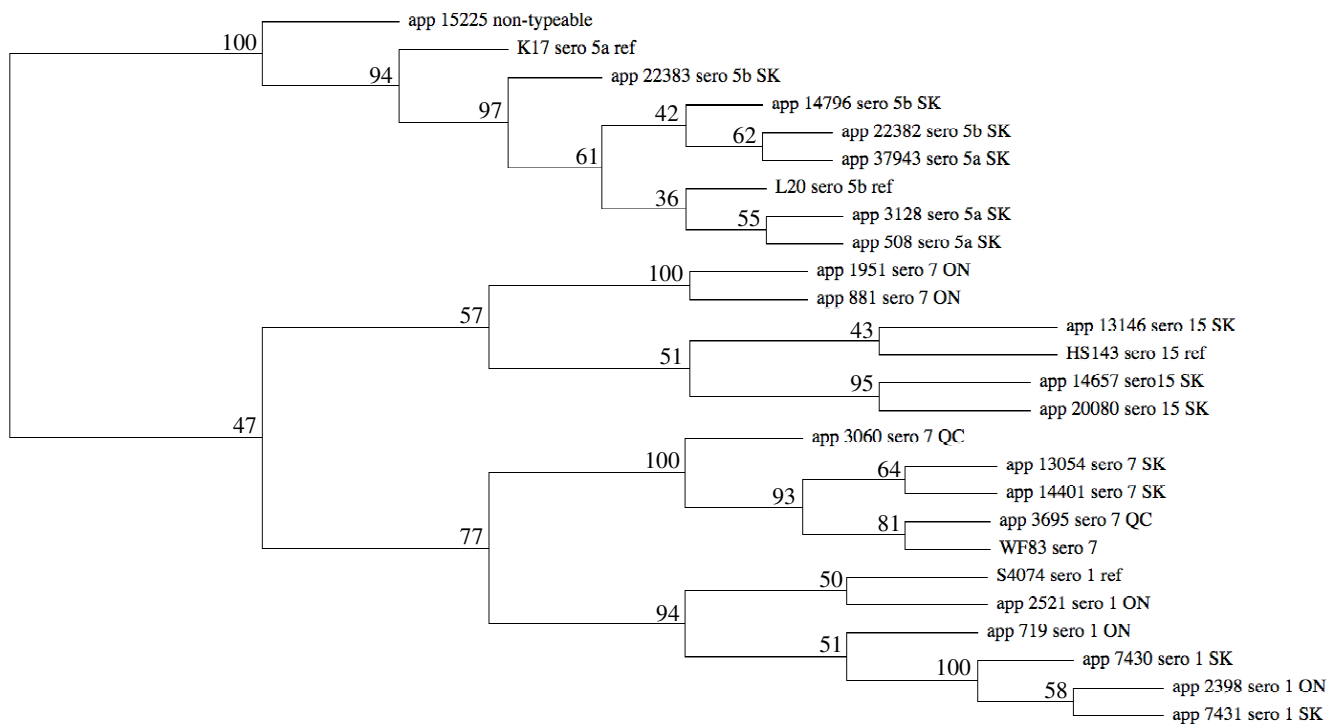 app 15225 non-typeable
100
K17 sero 5a ref
94
app 22383 sero 5b SK
97
app 14796 sero 5b SK
42
app 22382 sero 5b SK
62
app 37943 sero 5a SK
61
L20 sero 5b ref
36
app 3128 sero 5a SK
55
app 508 sero 5a SK
app 1951 sero 7 ON
100
app 881 sero 7 ON
57
app 13146 sero 15 SK
43
HS143 sero 15 ref
51
app 14657 sero15 SK
95
app 20080 sero 15 SK
47
app 3060 sero 7 QC
100
app 13054 sero 7 SK
64
app 14401 sero 7 SK
93
app 3695 sero 7 QC
81
WF83 sero 7
77
S4074 sero 1 ref
50
app 2521 sero 1 ON
94
app 719 sero 1 ON
51
app 7430 sero 1 SK
100
app 2398 sero 1 ON
58
app 7431 sero 1 SK